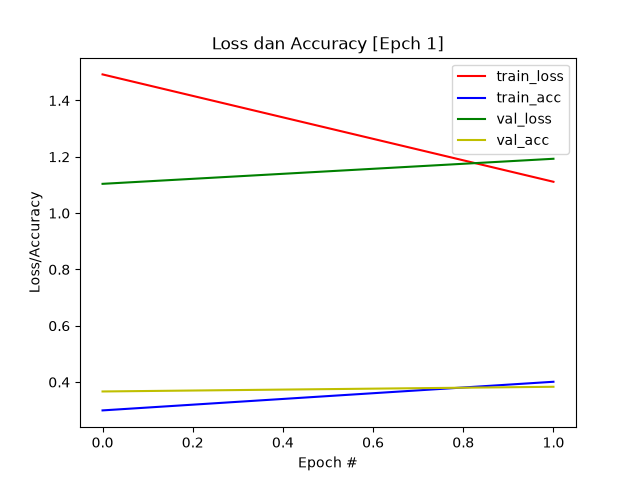 Loss dan Accuracy [Epch 1]
train_loss
train_acc
val_loss
val_acc
Loss/Accuracy
1.4
1.2
1.0
0.8
0.6
0.4
0.0 0.2 0.4 0.6 0.8 1.0
Epoch #